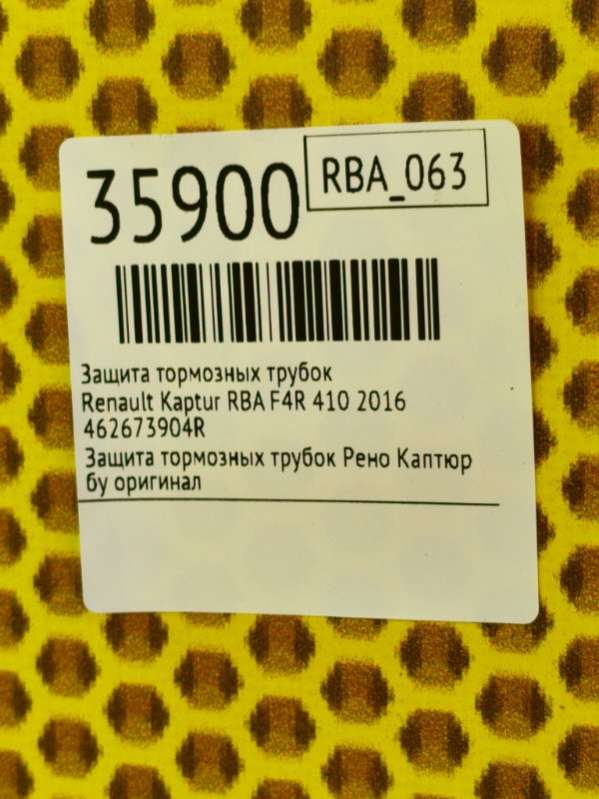 35900
RBA_063
Защита тормозных трубок
Renault Kaptur RBA F4R 410 2016
462673904R
Защита тормозных трубок Рено Каптюр
бу оригинал